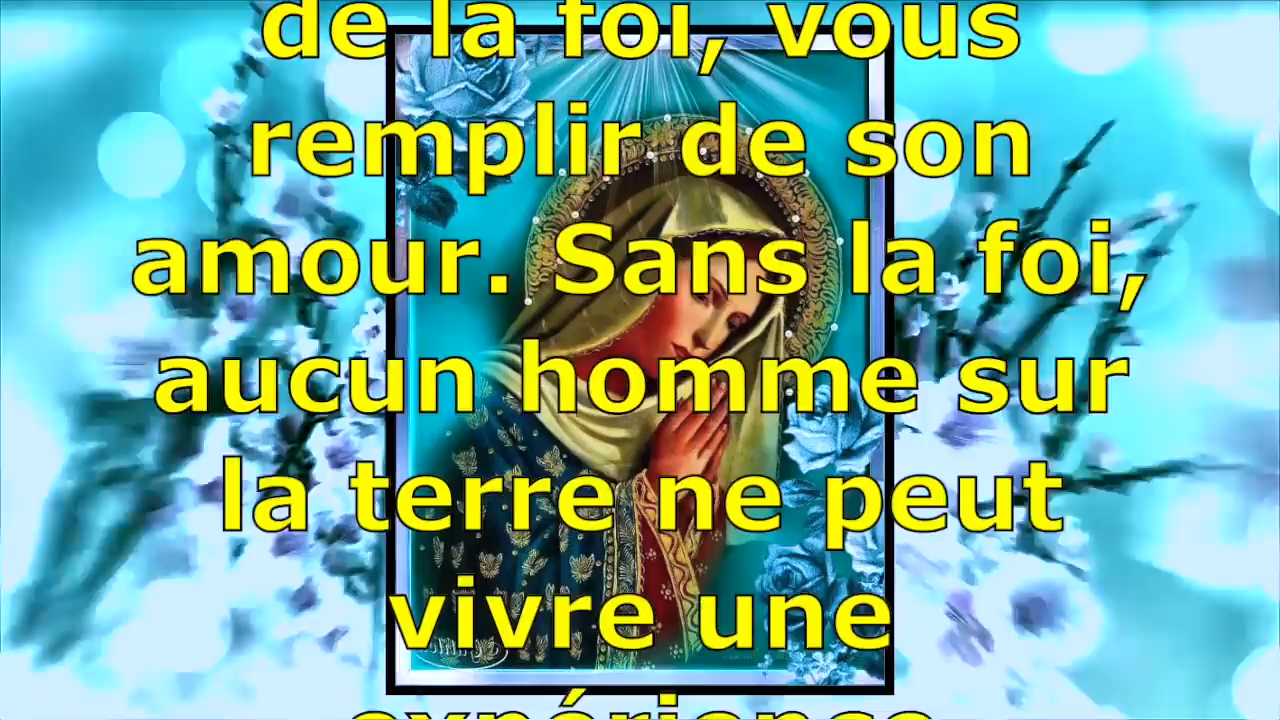 de la foi, vous
remplir de son
amour. Sans la foi,
aucun homme sur
la terre ne peut
vivre une
expérience